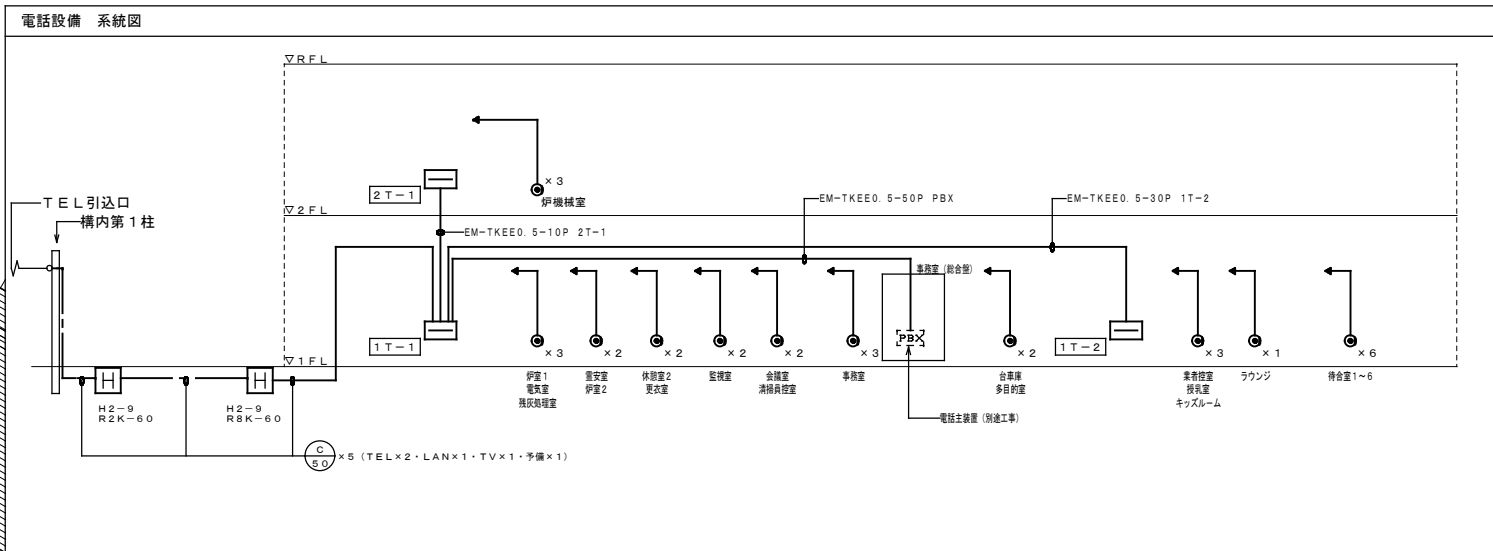 電話設備 系統図
▽RFL
×3
2T-1
炉機械室
TEL引込口
EM-TKEE0.5-50P PBX
EM-TKEE0.5-30P 1T-2
▽2FL
構内第1柱
EM-TKEE0.5-10P 2T-1
事務室(総合盤)
PBX
1T-1
×3
×2
×2
×2
×2
×3
×2
1T-2
×3
×1
×6
▽1FL
炉室1
電気室
残灰処理室
霊安室
炉室2
休憩室2
更衣室
監視室
会議室
清掃員控室
事務室
台車庫
多目的室
業者控室
授乳室
キッズルーム
ラウンジ
待合室1~6
H
H
H2-9
R2K-60
H2-9
R8K-60
電話主装置(別途工事)
C
50
×5(TEL×2・LAN×1・TV×1・予備×1)